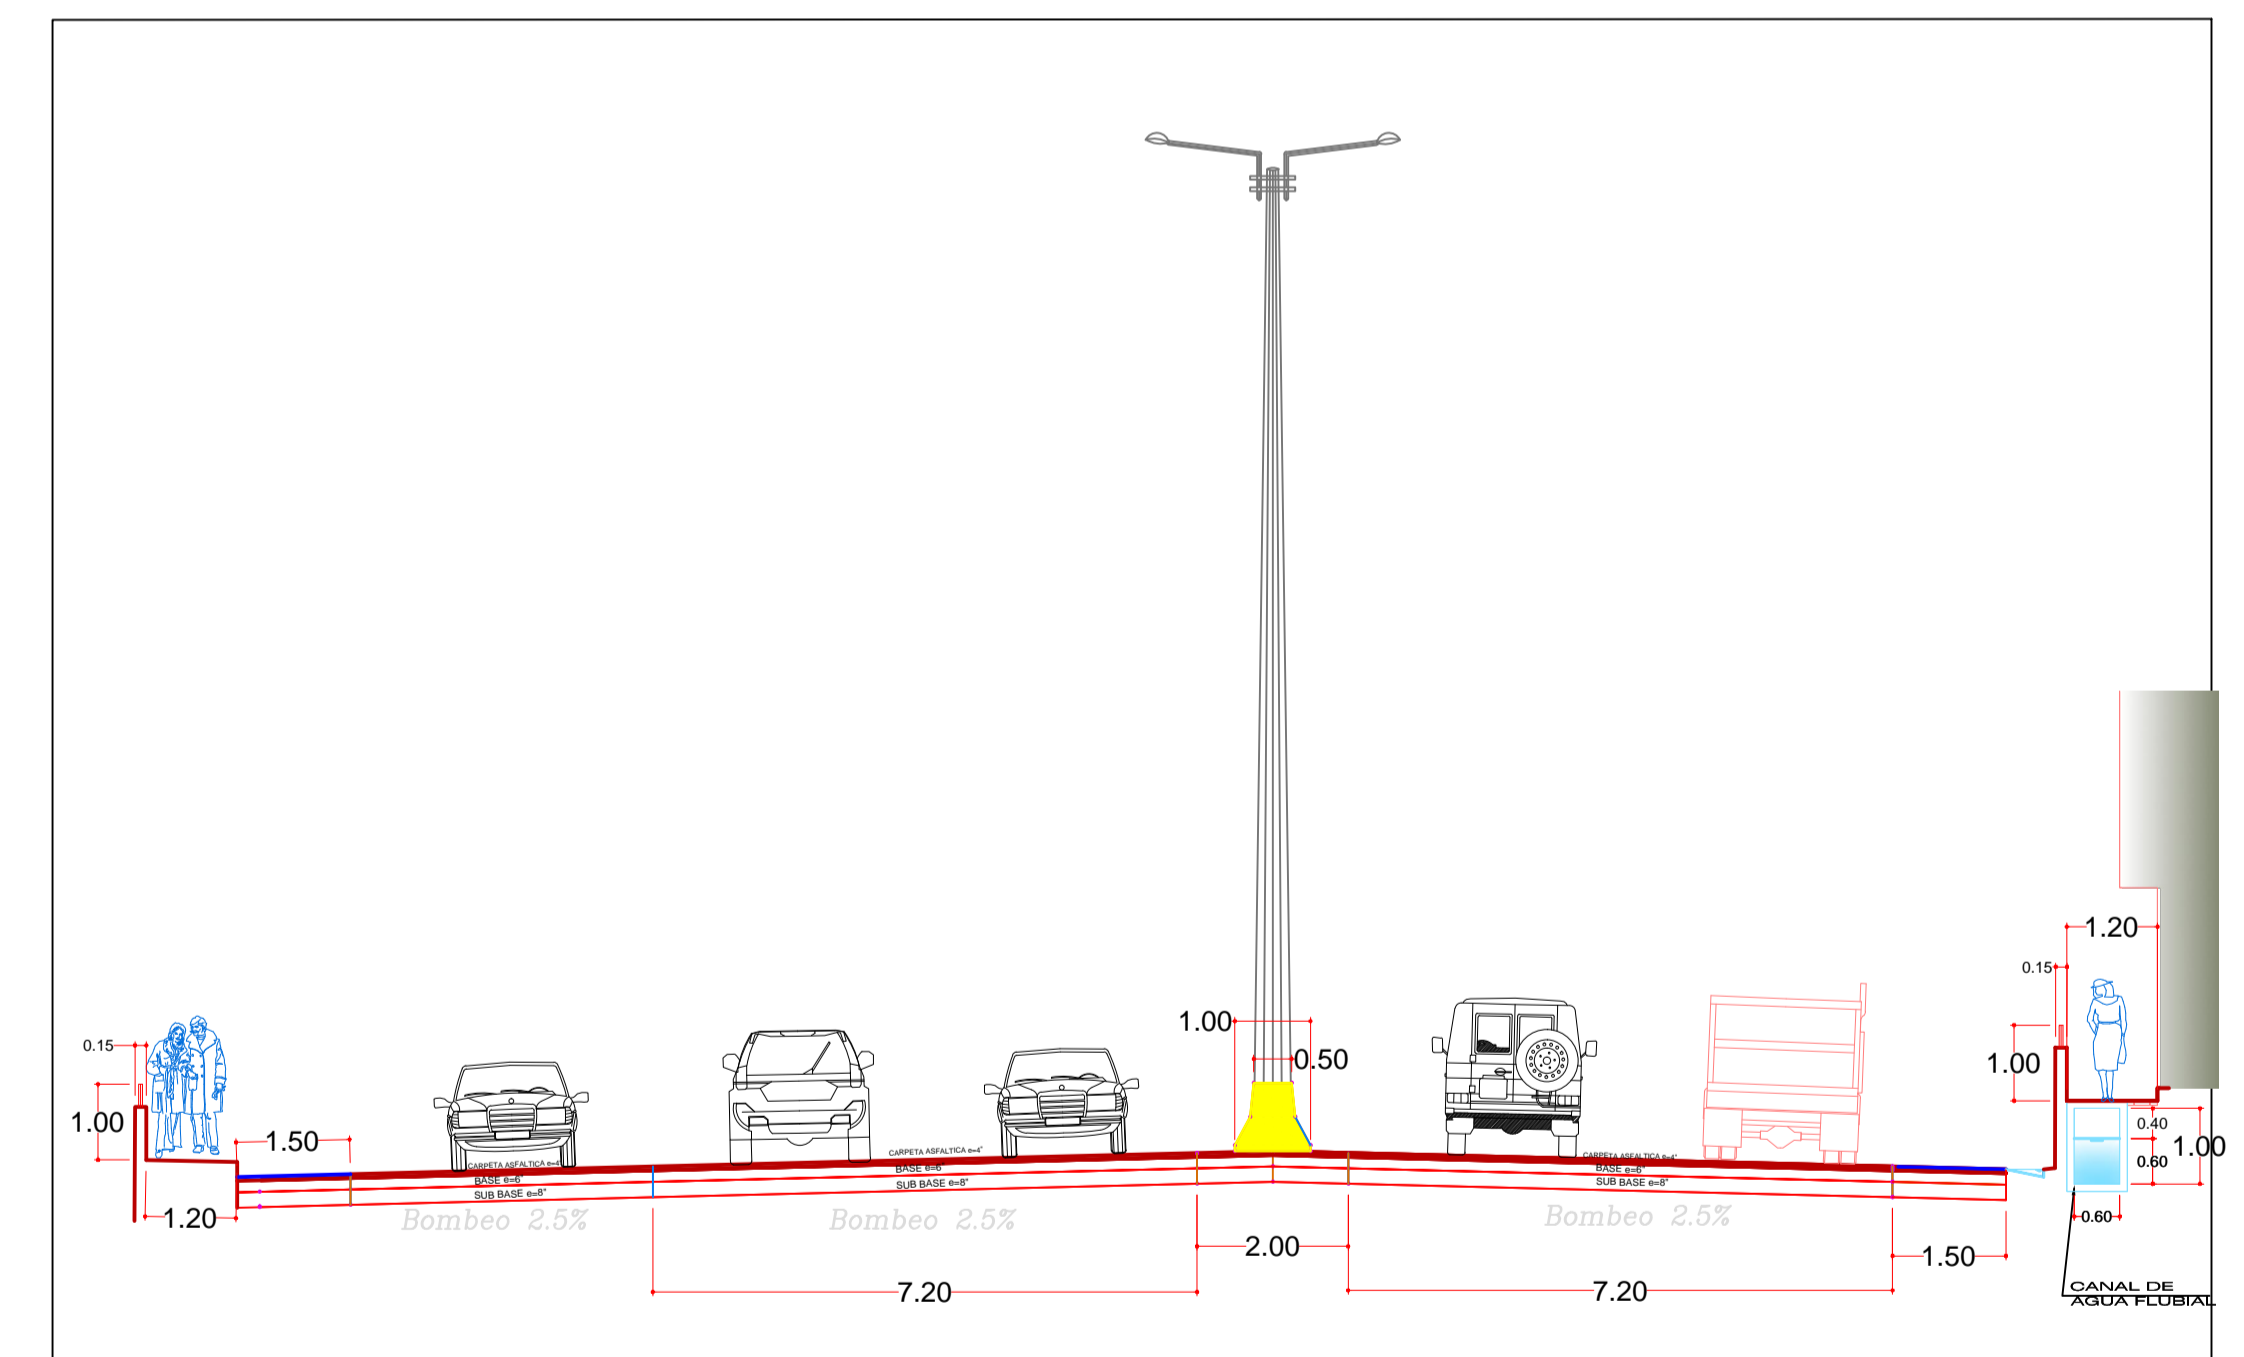 1.20
0.15
1.00
0.50
0.15
1.00
0.15
1.00
1.50
CARPETA ASFALTICA e=4"
BASE e=6"
SUB BASE e=8"
CARPETA ASFALTICA e=4"
BASE e=6"
SUB BASE e=8"
CARPETA ASFALTICA e=4"
BASE e=6"
SUB BASE e=8"
0.40
0.60
1.00
1.20
Bombeo 2.5%
Bombeo 2.5%
Bombeo 2.5%
0.60
2.00
1.50
7.20
7.20
CANAL DE
AGUA FLUBIAL